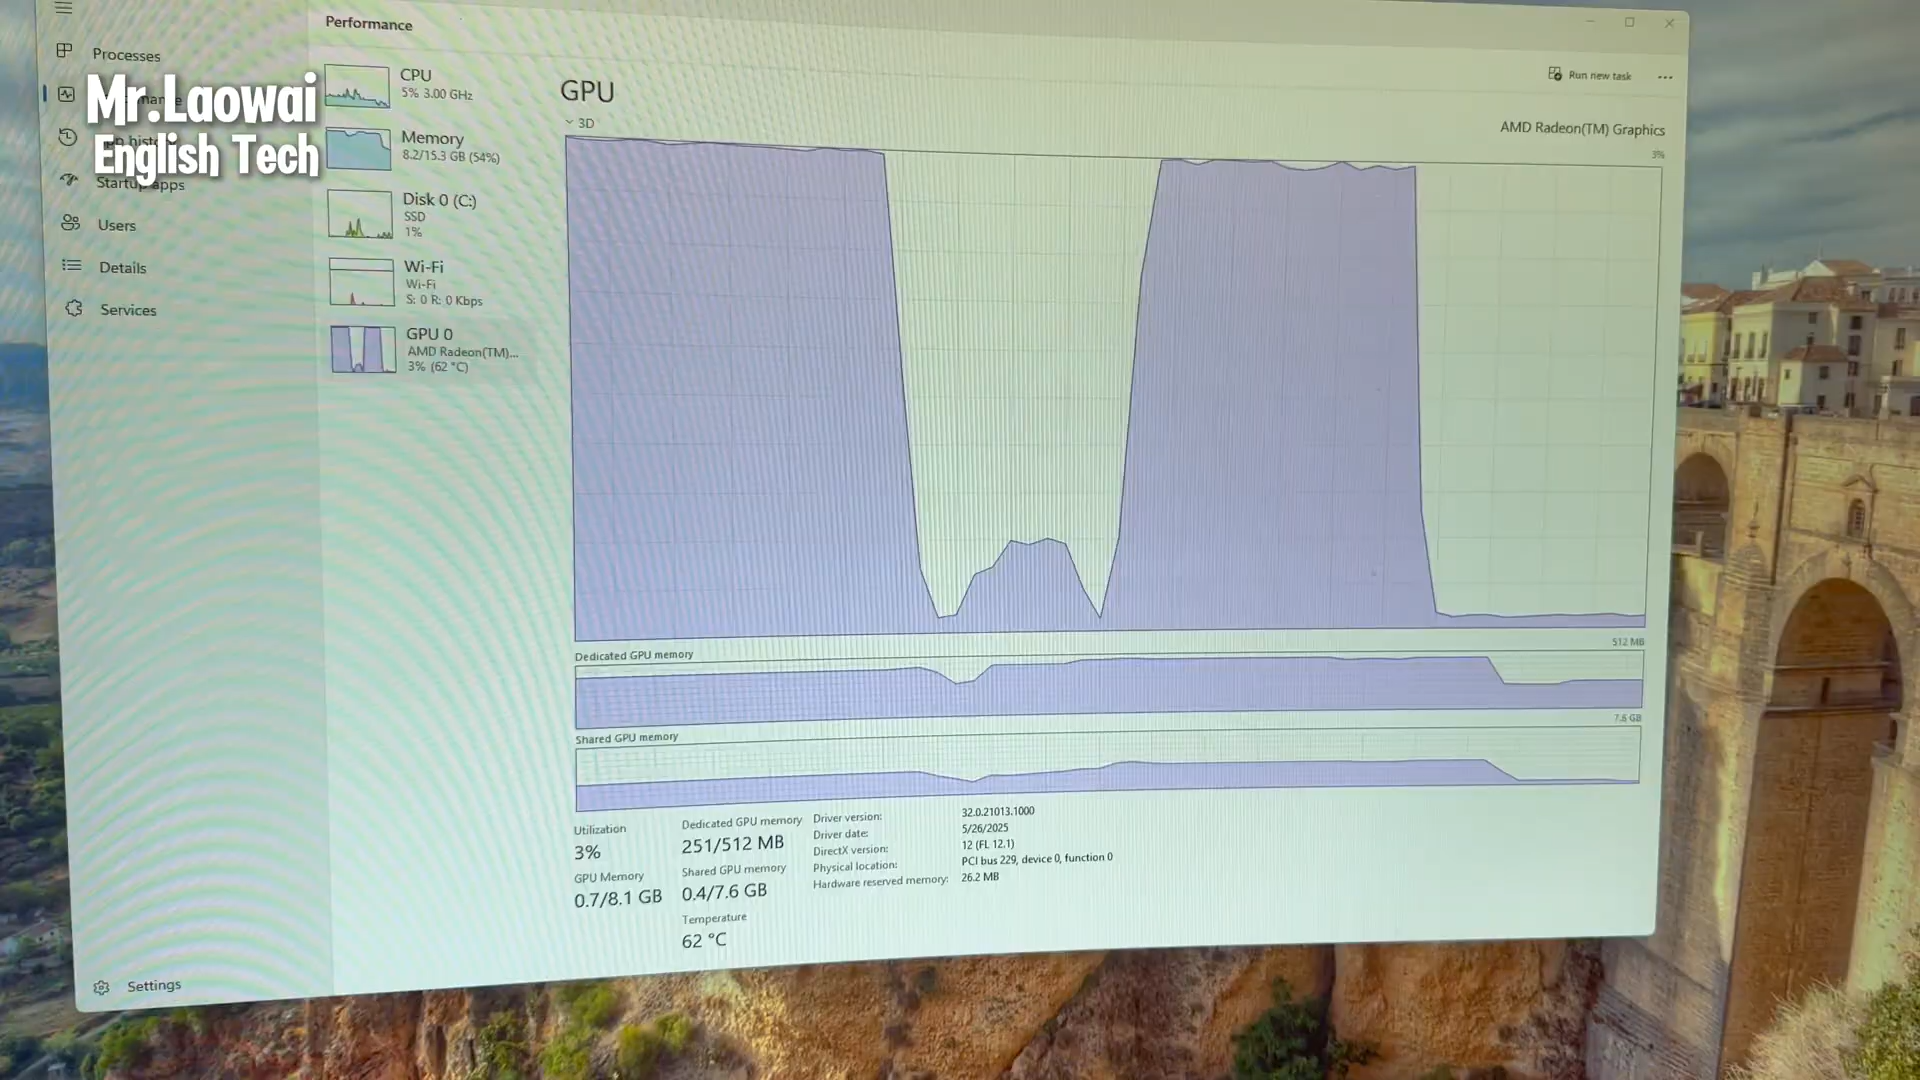 Performance
Processes
Mr.Laowai
English Tech
Startup apps
Users
Details
Services
Settings
CPU
5% 3.00 GHz
Memory
8.2/15.3 GB (54%)
Disk 0 (C:)
SSD
1%
Wi-Fi
Wi-Fi
S: 0 R: 0 Kbps
GPU 0
AMD Radeon(TM)...
3% (62 °C)
Run new task
GPU
AMD Radeon(TM) Graphics
3D
3%
Dedicated GPU memory
512 MB
Shared GPU memory
7.6 GB
Utilization
3%
GPU Memory
0.7/8.1 GB
Dedicated GPU memory
251/512 MB
Shared GPU memory
0.4/7.6 GB
Temperature
62 °C
Driver version: 32.0.21013.1000
Driver date: 5/26/2025
DirectX version: 12 (FL 12.1)
Physical location: PCI bus 229, device 0, function 0
Hardware reserved memory: 26.2 MB